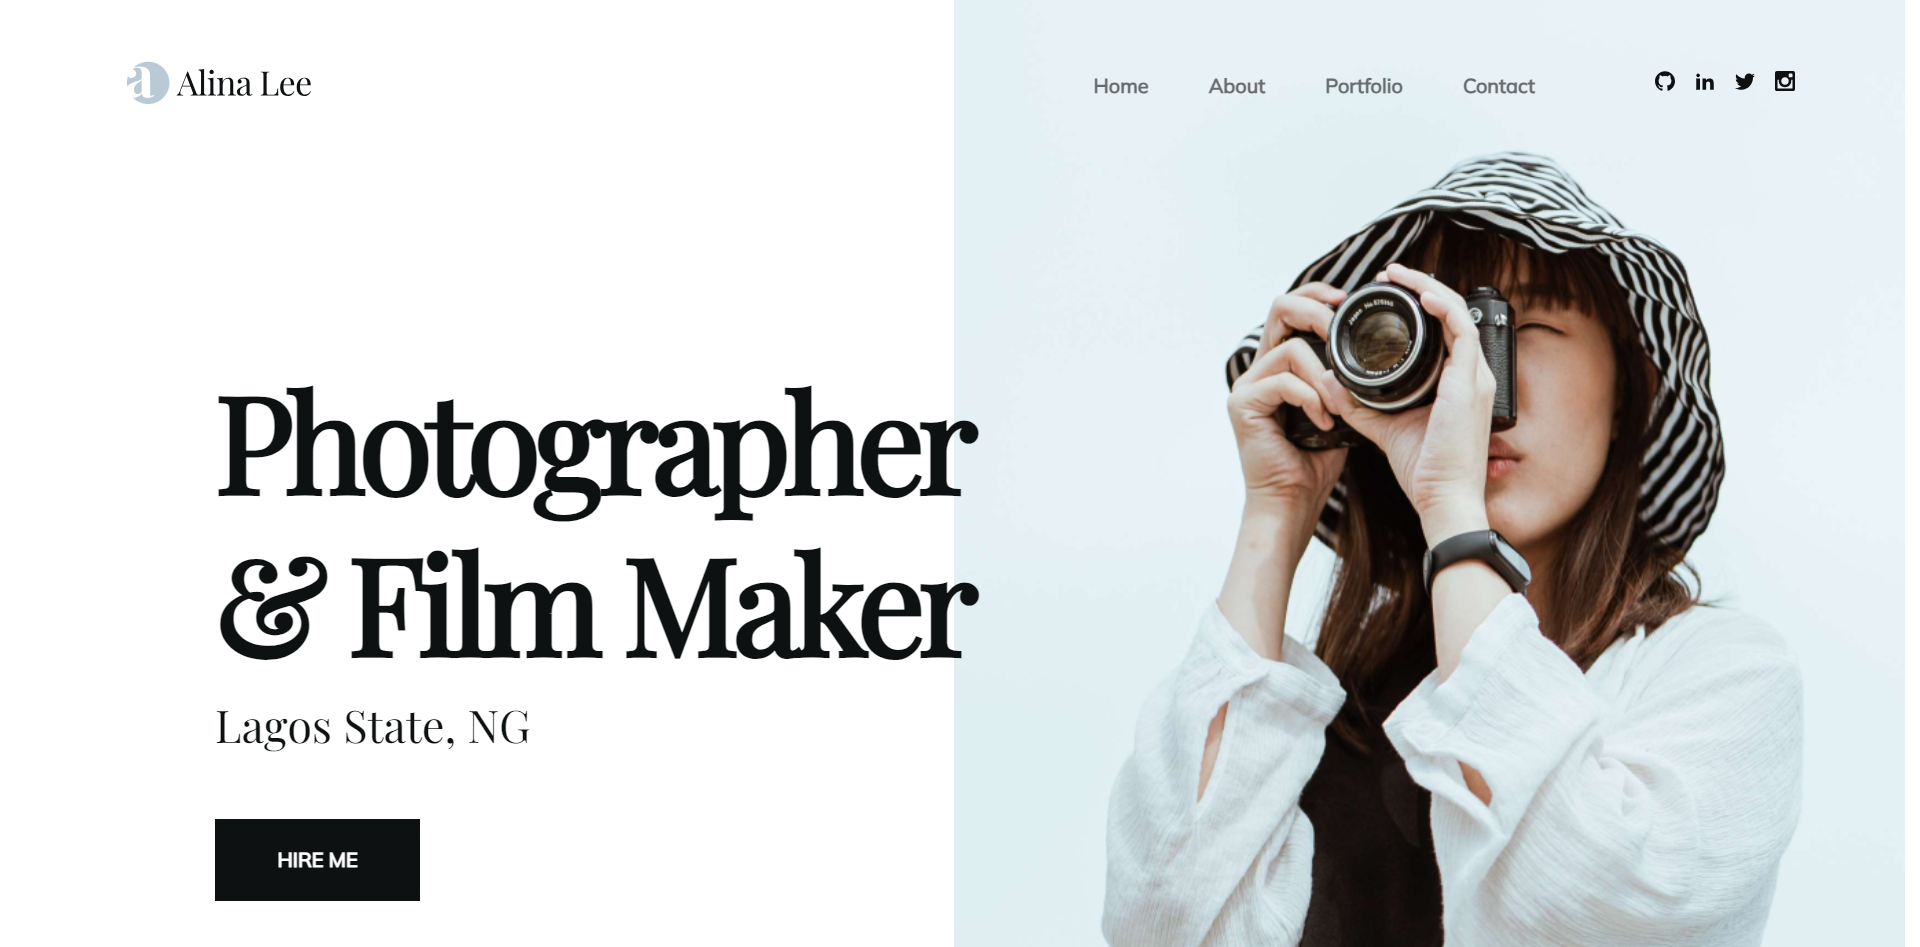 a Alina Lee
Home About Portfolio Contact in
Photographer
& Film Maker
Lagos State, NG
HIRE ME